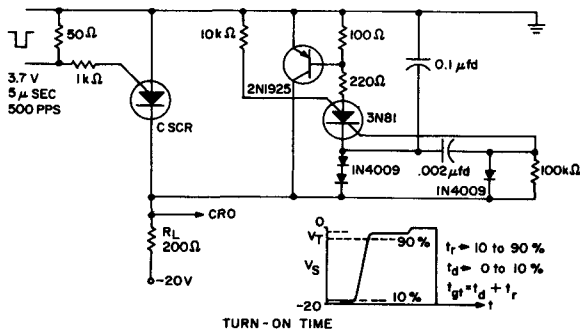 50Ω
10kΩ
100Ω
3.7 V
5 μ SEC
500 PPS
1kΩ
2N1925
220Ω
0.1 μfd
CSCR
3N81
1N4009
.002μfd
1N4009
100kΩ
CRO
RL
200Ω
-20V
0
VT
90%
VS
-20
10%
t
tr → 10 to 90 %
td → 0 to 10 %
tgt = td + tr
TURN-ON TIME